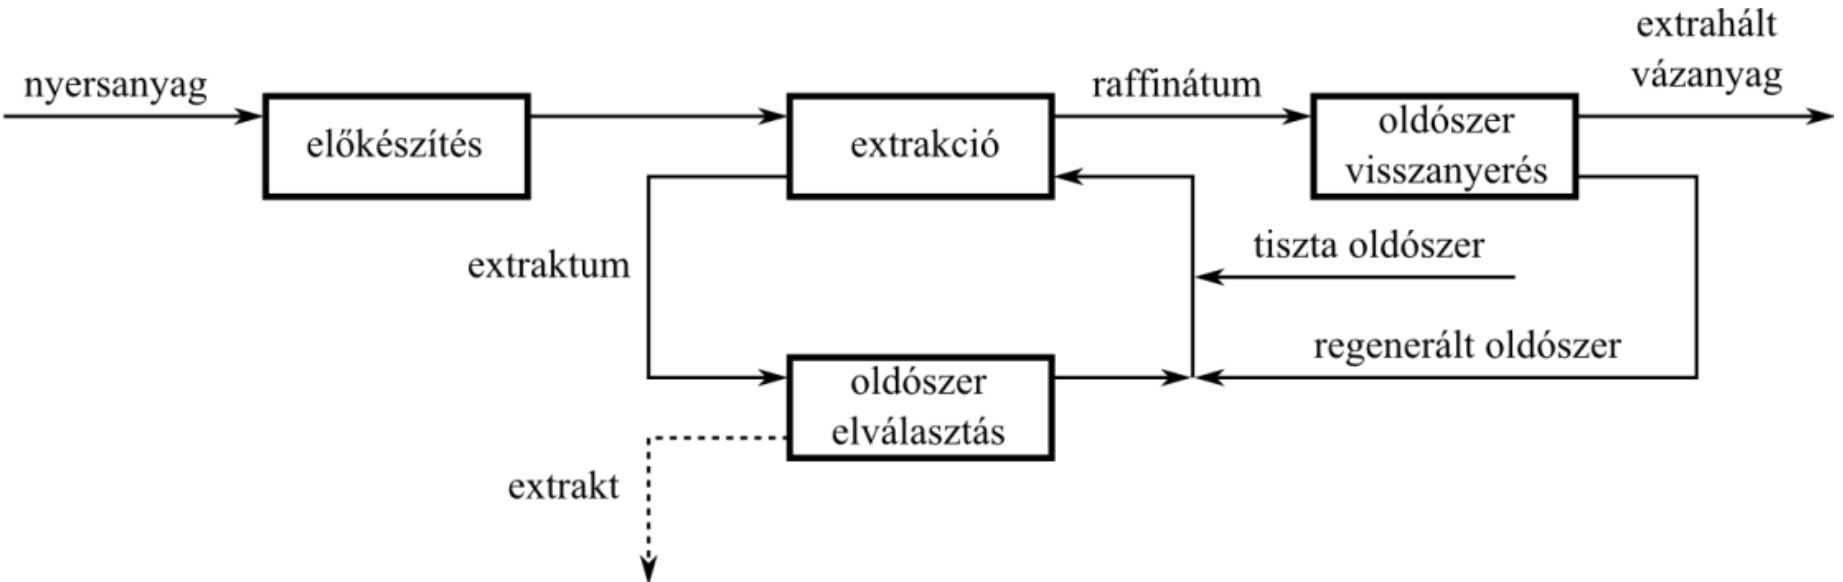 nyersanyag
előkészítés
extrakció
raffinátum
oldószer
visszanyerés
extrahált
vázanyag
extraktum
tiszta oldószer
regenerált oldószer
oldószer
elválasztás
extrakt